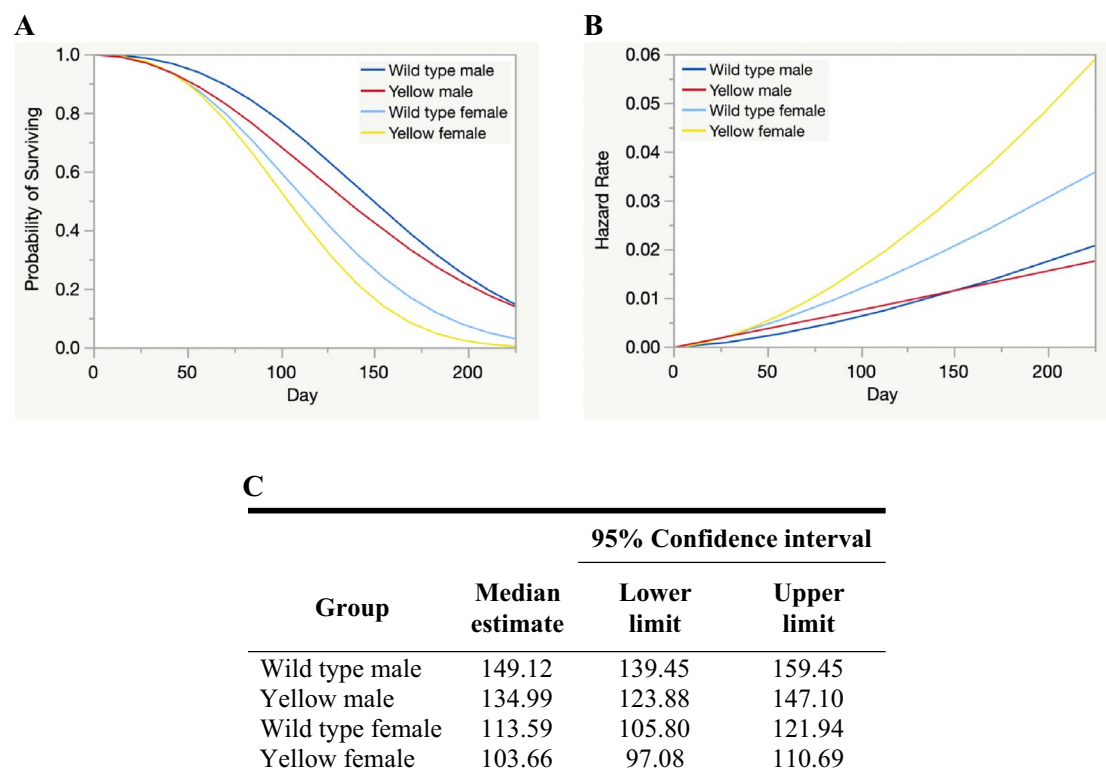 A
B
1.0
0.8
0.6
0.4
0.2
0.0
Probability of Surviving
Wild type male
Yellow male
Wild type female
Yellow female
0 50 100 150 200
Day
0.06
0.05
0.04
0.03
0.02
0.01
0.00
Hazard Rate
Wild type male
Yellow male
Wild type female
Yellow female
0 50 100 150 200
Day
C
95% Confidence interval
Group Median estimate Lower limit Upper limit
Wild type male 149.12 139.45 159.45
Yellow male 134.99 123.88 147.10
Wild type female 113.59 105.80 121.94
Yellow female 103.66 97.08 110.69